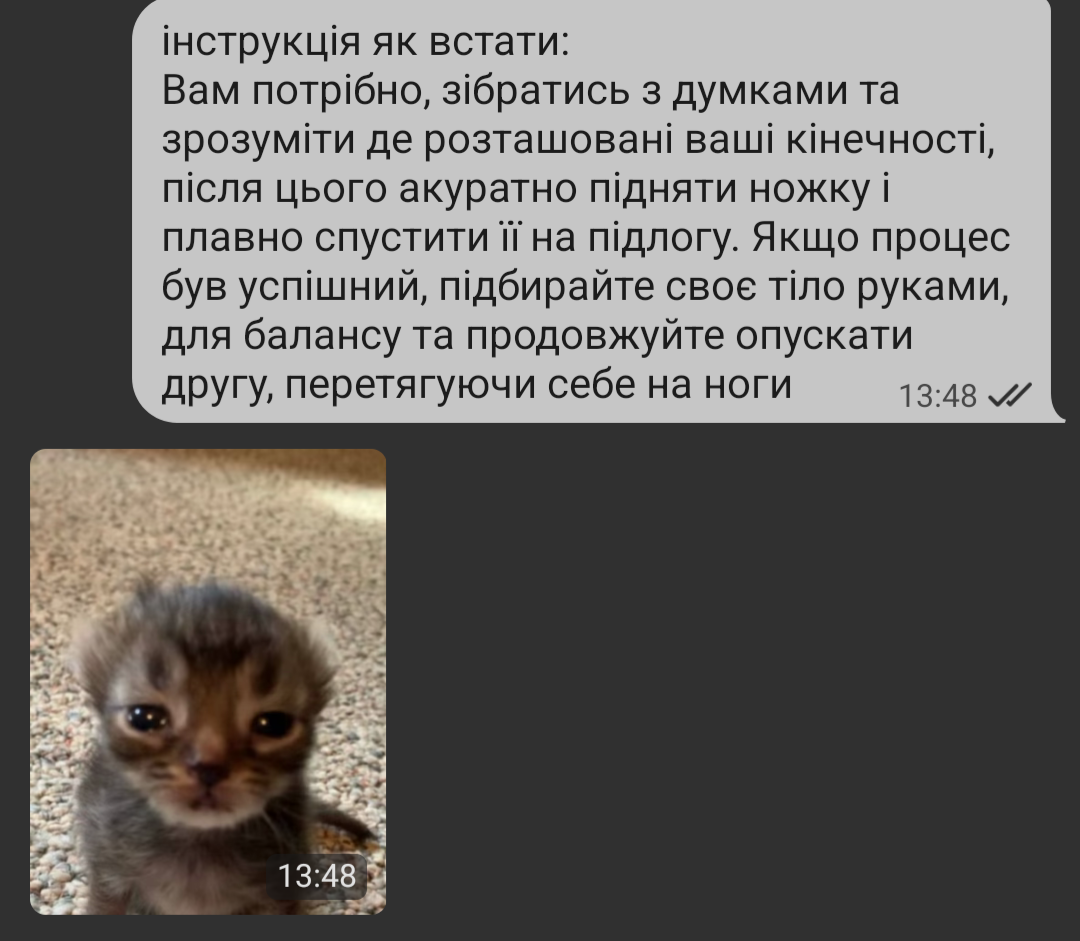 інструкція як встати:
Вам потрібно, зібратись з думками та
зрозуміти де розташовані ваші кінечності,
після цього акуратно підняти ножку і
плавно спустити її на підлогу. Якщо процес
був успішний, підбирайте своє тіло руками,
для балансу та продовжуйте опускати
другу, перетягуючи себе на ноги
13:48
13:48